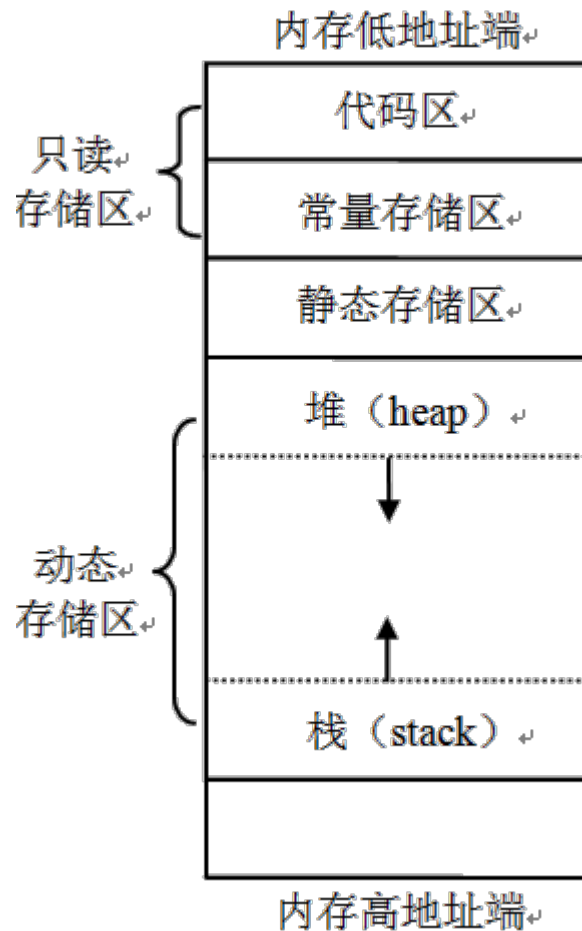 内存低地址端
代码区
只读
存储区
常量存储区
静态存储区
堆（heap）
动态
存储区
栈（stack）
内存高地址端